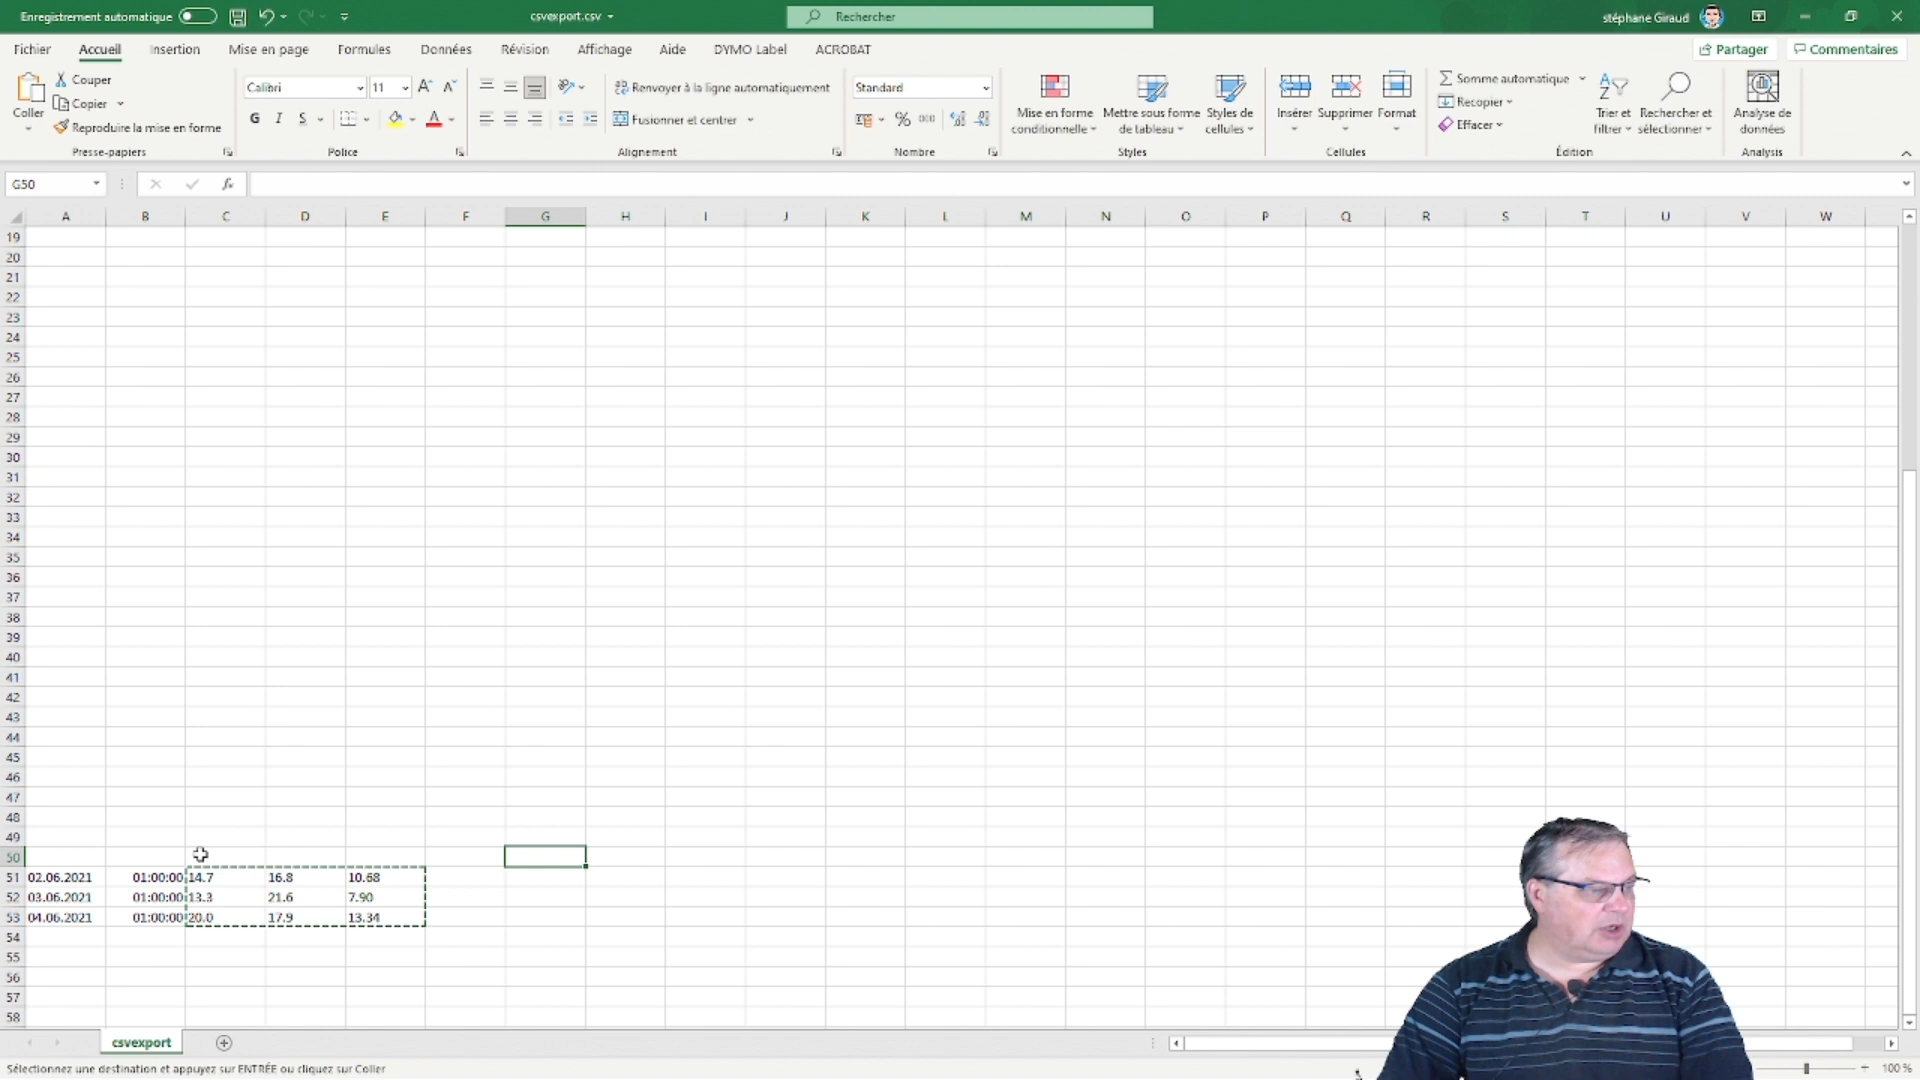 Enregistrement automatique
csvexport.csv
Rechercher
stéphane Giraud
Fichier Accueil Insertion Mise en page Formules Données Révision Affichage Aide DYMO Label ACROBAT
Partager Commentaires
Coller
Couper
Copier
Reproduire la mise en forme
Presse-papiers
Calibri 11
G I S
Police
Renvoyer à la ligne automatiquement
Fusionner et centrer
Alignement
Standard
% 000
Nombre
Mise en forme conditionnelle
Mettre sous forme de tableau
Styles de cellules
Styles
Insérer Supprimer Format
Cellules
Somme automatique
Recopier
Effacer
Trier et filtrer
Rechercher et sélectionner
Édition
Analyse de données
Analysis
G50
fx
A B C D E F G H I J K L M N O P Q R S T U V W
19
20
21
22
23
24
25
26
27
28
29
30
31
32
33
34
35
36
37
38
39
40
41
42
43
44
45
46
47
48
49
50
51 02.06.2021 01:00:00 14.7 16.8 10.68
52 03.06.2021 01:00:00 13.3 21.6 7.90
53 04.06.2021 01:00:00 20.0 17.9 13.34
54
55
56
57
58
csvexport
Sélectionnez une destination et appuyez sur ENTRÉE ou cliquez sur Coller
100 %